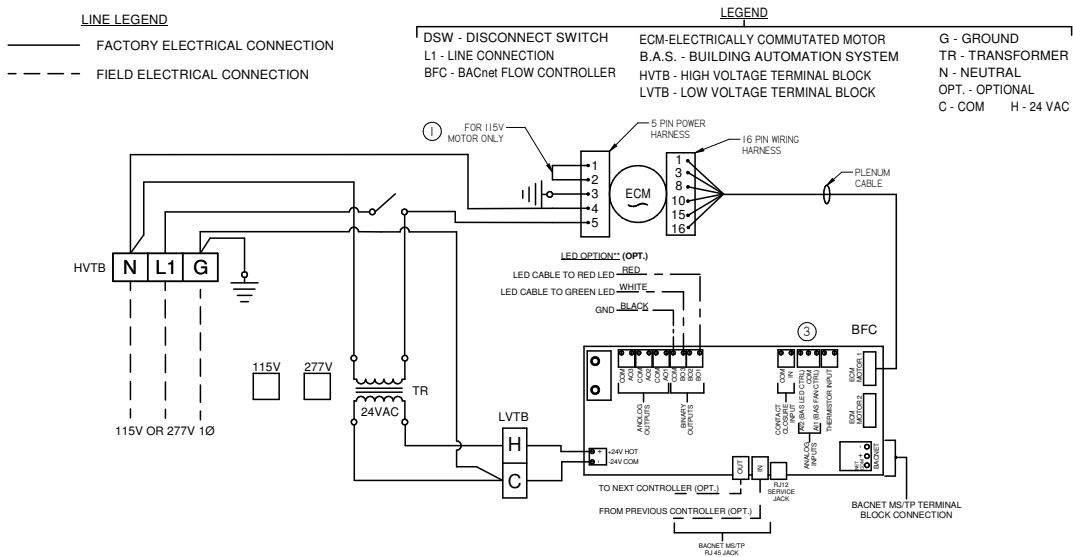 LINE LEGEND
FACTORY ELECTRICAL CONNECTION
FIELD ELECTRICAL CONNECTION
LEGEND
DSW - DISCONNECT SWITCH
L1 - LINE CONNECTION
BFC - BACnet FLOW CONTROLLER
ECM-ELECTRICALLY COMMUTATED MOTOR
B.A.S. - BUILDING AUTOMATION SYSTEM
HVTB - HIGH VOLTAGE TERMINAL BLOCK
LVTB - LOW VOLTAGE TERMINAL BLOCK
G - GROUND
TR - TRANSFORMER
N - NEUTRAL
OPT. - OPTIONAL
C - COM H - 24 VAC
1
FOR 115V
MOTOR ONLY
5 PIN POWER
HARNESS
16 PIN WIRING
HARNESS
1
2
3
4
5
ECM
1
3
8
10
15
16
PLENUM
CABLE
HVTB
N L1 G
LED OPTION** (OPT.)
LED CABLE TO RED LED RED
LED CABLE TO GREEN LED WHITE
GND BLACK
3
BFC
115V
277V
115V OR 277V 1Ø
TR
24VAC
LVTB
H
C
COM
AO3
COM
AO2
COM
AO1
COM
BO3
BO2
BO1
ANOLOG
OUTPUTS
BINARY
OUTPUTS
COM
IN
CONTACT
CLOSURE
INPUT
AI2 (BAS LED CTRL)
COM
AI1 (BAS FAN CTRL)
THERMISTOR INPUT
ANALOG
INPUTS
ECM
MOTOR 1
ECM
MOTOR 2
+ +24V HOT
- -24V COM
OUT
IN
RJ12
SERVICE
JACK
NET
COM
+
-
BACNET
TO NEXT CONTROLLER (OPT.)
FROM PREVIOUS CONTROLLER (OPT.)
BACNET MS/TP
RJ 45 JACK
BACNET MS/TP TERMINAL
BLOCK CONNECTION